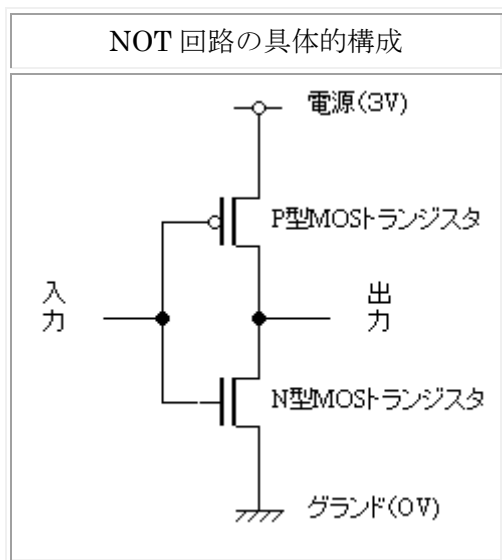 NOT 回路の具体的構成
電源(3V)
P型MOSトランジスタ
入
力
出
力
N型MOSトランジスタ
グランド(0V)